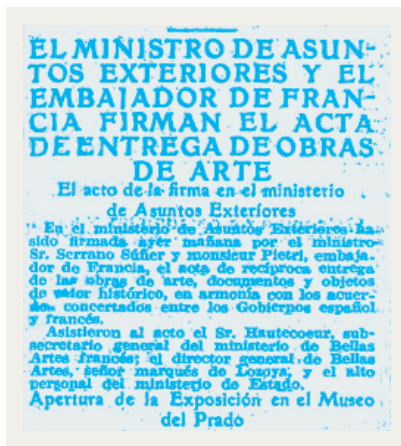 EL MINISTRO DE ASUN-
TOS EXTERIORES Y EL
EMBAJADOR DE FRAN-
CIA FIRMAN EL ACTA
DE ENTREGA DE OBRAS
DE ARTE
El acto de la firma en el ministerio
de Asuntos Exteriores
En el ministerio de Asuntos Exteriores ha
sido firmada ayer mañana por el ministro
Sr. Serrano Súñer y monsieur Pietri, embaja-
dor de Francia, el acta de recíproca entrega
de las obras de arte, documentos y objetos
de valor histórico, en armonía con los acuer-
dos concertados entre los Gobiernos español
y francés.
Asistieron al acto el Sr. Hautecoeur, sub-
secretario general del ministerio de Bellas
Artes francés; el director general de Bellas
Artes, señor marqués de Lozoya, y el alto
personal del ministerio de Estado.
Apertura de la Exposición en el Museo
del Prado